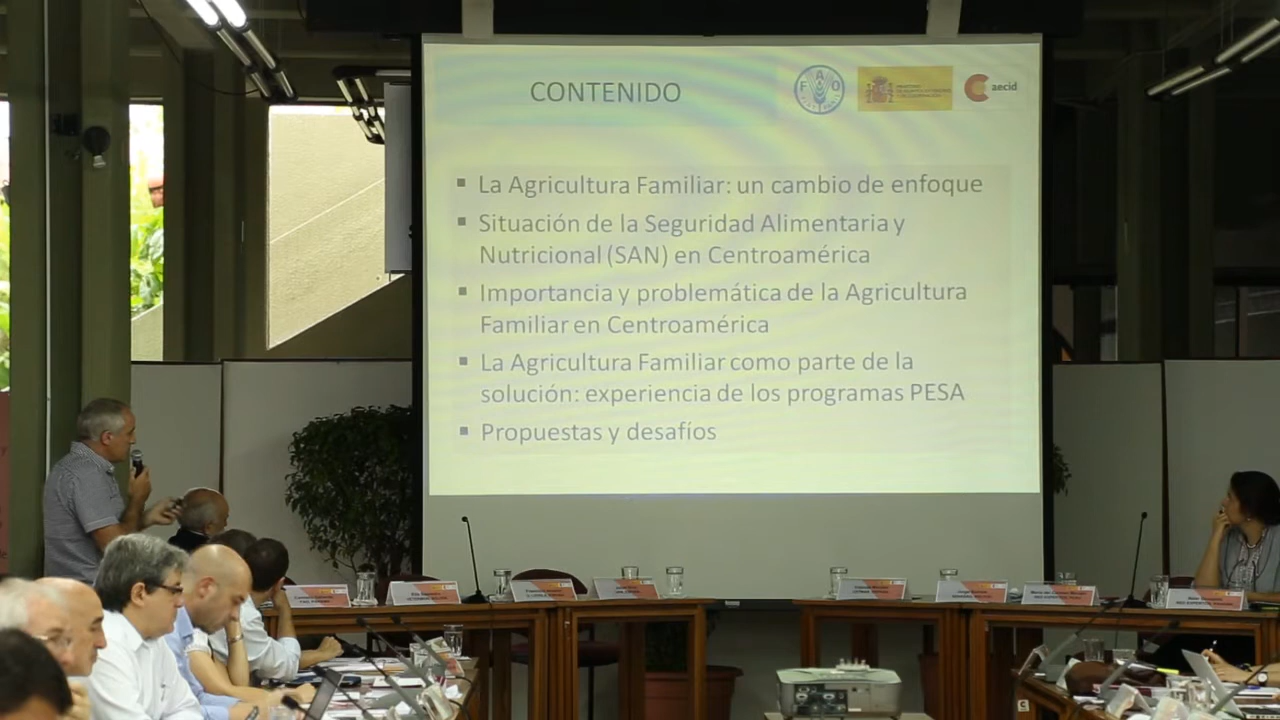 CONTENIDO
FAO
aecid
▪ La Agricultura Familiar: un cambio de enfoque
▪ Situación de la Seguridad Alimentaria y
Nutricional (SAN) en Centroamérica
▪ Importancia y problemática de la Agricultura
Familiar en Centroamérica
▪ La Agricultura Familiar como parte de la
solución: experiencia de los programas PESA
▪ Propuestas y desafíos